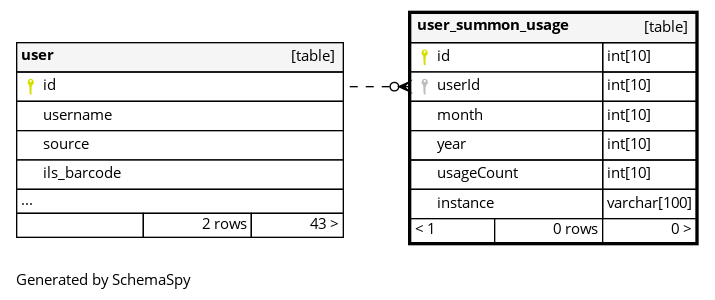 user [table]
id
username
source
ils_barcode
...
2 rows 43 >
user_summon_usage [table]
id int[10]
userId int[10]
month int[10]
year int[10]
usageCount int[10]
instance varchar[100]
< 1 0 rows 0 >
Generated by SchemaSpy